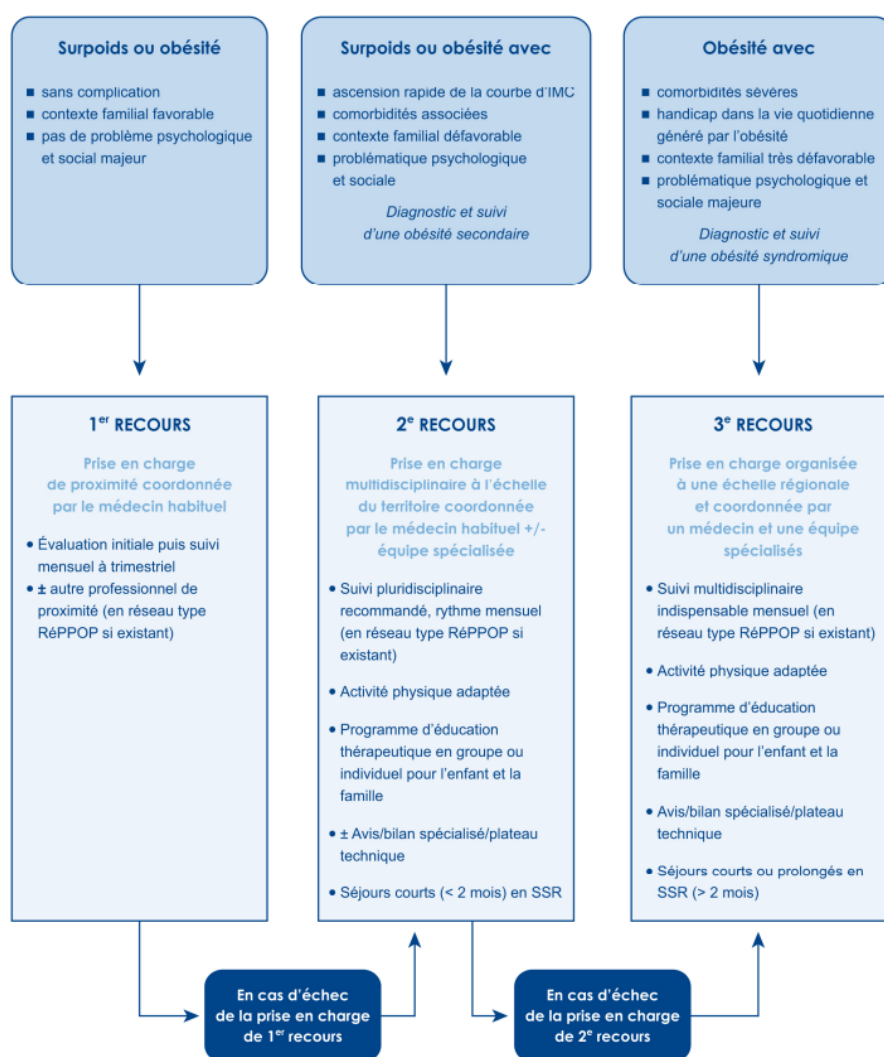 Surpoids ou obésité
■ sans complication
■ contexte familial favorable
■ pas de problème psychologique
et social majeur
Surpoids ou obésité avec
■ ascension rapide de la courbe d'IMC
■ comorbidités associées
■ contexte familial défavorable
■ problématique psychologique
et sociale
Diagnostic et suivi
d'une obésité secondaire
Obésité avec
■ comorbidités sévères
■ handicap dans la vie quotidienne
généré par l'obésité
■ contexte familial très défavorable
■ problématique psychologique et
sociale majeure
Diagnostic et suivi
d'une obésité syndromique
1er RECOURS
Prise en charge
de proximité coordonnée
par le médecin habituel
• Évaluation initiale puis suivi
mensuel à trimestriel
• ± autre professionnel de
proximité (en réseau type
RéPPOP si existant)
2e RECOURS
Prise en charge
multidisciplinaire à l'échelle
du territoire coordonnée
par le médecin habituel +/-
équipe spécialisée
• Suivi pluridisciplinaire
recommandé, rythme mensuel
(en réseau type RéPPOP si
existant)
• Activité physique adaptée
• Programme d'éducation
thérapeutique en groupe ou
individuel pour l'enfant et la
famille
• ± Avis/bilan spécialisé/plateau
technique
• Séjours courts (< 2 mois) en SSR
3e RECOURS
Prise en charge organisée
à une échelle régionale
et coordonnée par
un médecin et une équipe
spécialisés
• Suivi multidisciplinaire
indispensable mensuel (en
réseau type RéPPOP si existant)
• Activité physique adaptée
• Programme d'éducation
thérapeutique en groupe ou
individuel pour l'enfant et la
famille
• Avis/bilan spécialisé/plateau
technique
• Séjours courts ou prolongés en
SSR (> 2 mois)
En cas d'échec
de la prise en charge
de 1er recours
En cas d'échec
de la prise en charge
de 2e recours